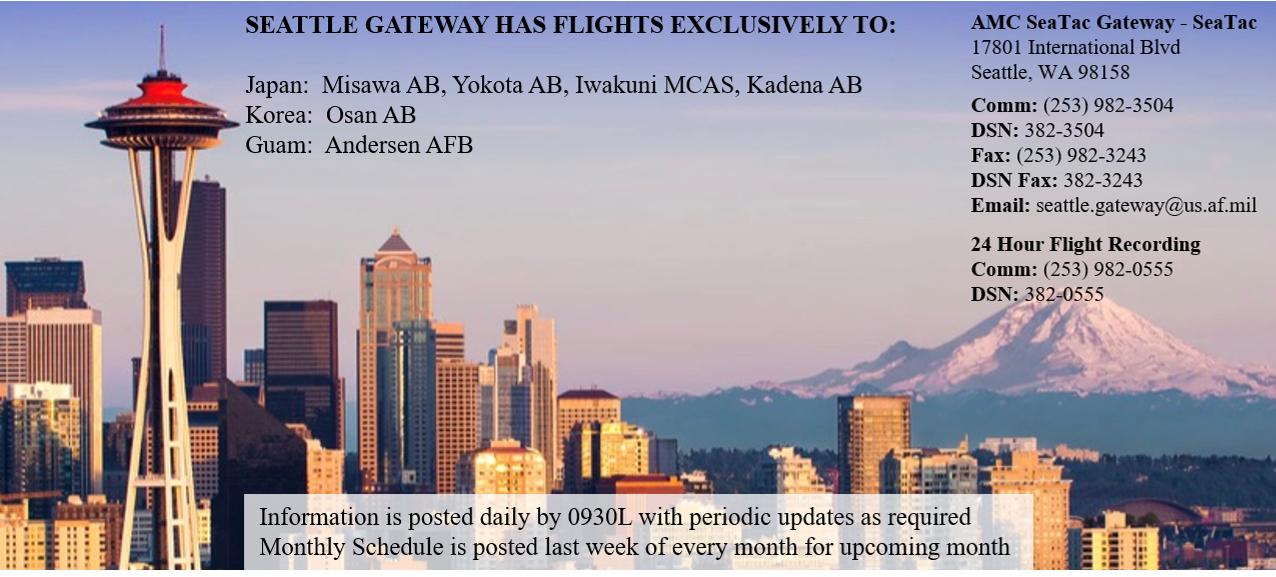 SEATTLE GATEWAY HAS FLIGHTS EXCLUSIVELY TO:
Japan: Misawa AB, Yokota AB, Iwakuni MCAS, Kadena AB
Korea: Osan AB
Guam: Andersen AFB
AMC SeaTac Gateway - SeaTac
17801 International Blvd
Seattle, WA 98158
Comm: (253) 982-3504
DSN: 382-3504
Fax: (253) 982-3243
DSN Fax: 382-3243
Email: seattle.gateway@us.af.mil
24 Hour Flight Recording
Comm: (253) 982-0555
DSN: 382-0555
Information is posted daily by 0930L with periodic updates as required
Monthly Schedule is posted last week of every month for upcoming month